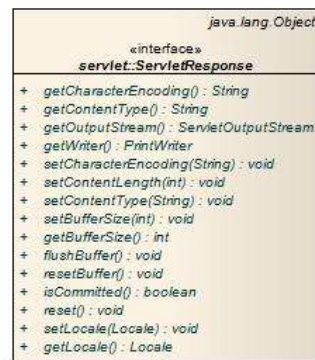 java.lang.Object
«interface»
servlet::ServletResponse
+ getCharacterEncoding() : String
+ getContentType() : String
+ getOutputStream() : ServletOutputStream
+ getWriter() : PrintWriter
+ setCharacterEncoding(String) : void
+ setContentLength(int) : void
+ setContentType(String) : void
+ setBufferSize(int) : void
+ getBufferSize() : int
+ flushBuffer() : void
+ resetBuffer() : void
+ isCommitted() : boolean
+ reset() : void
+ setLocale(Locale) : void
+ getLocale() : Locale